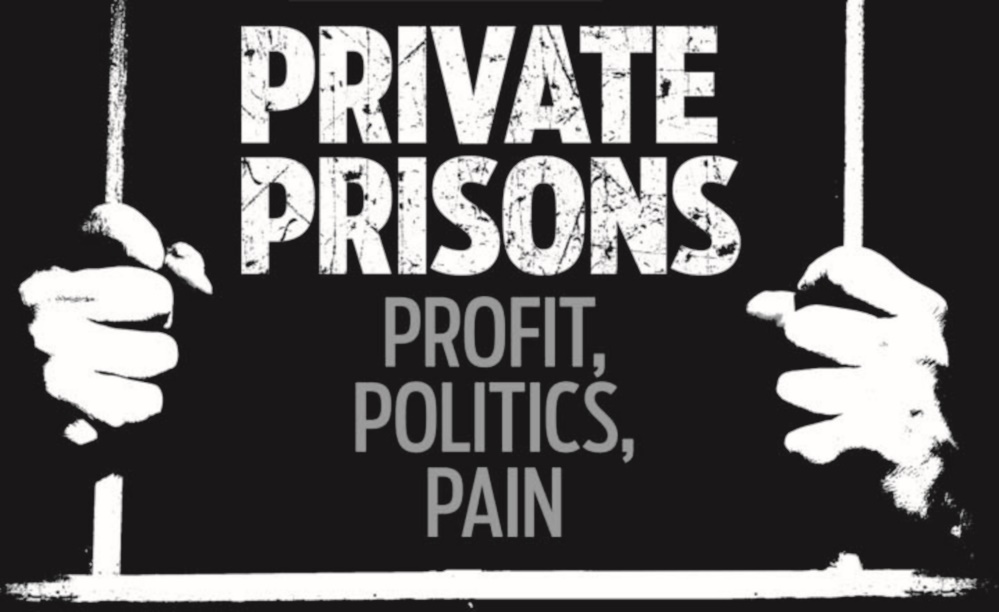 PRIVATE
PRISONS
PROFIT,
POLITICS,
PAIN